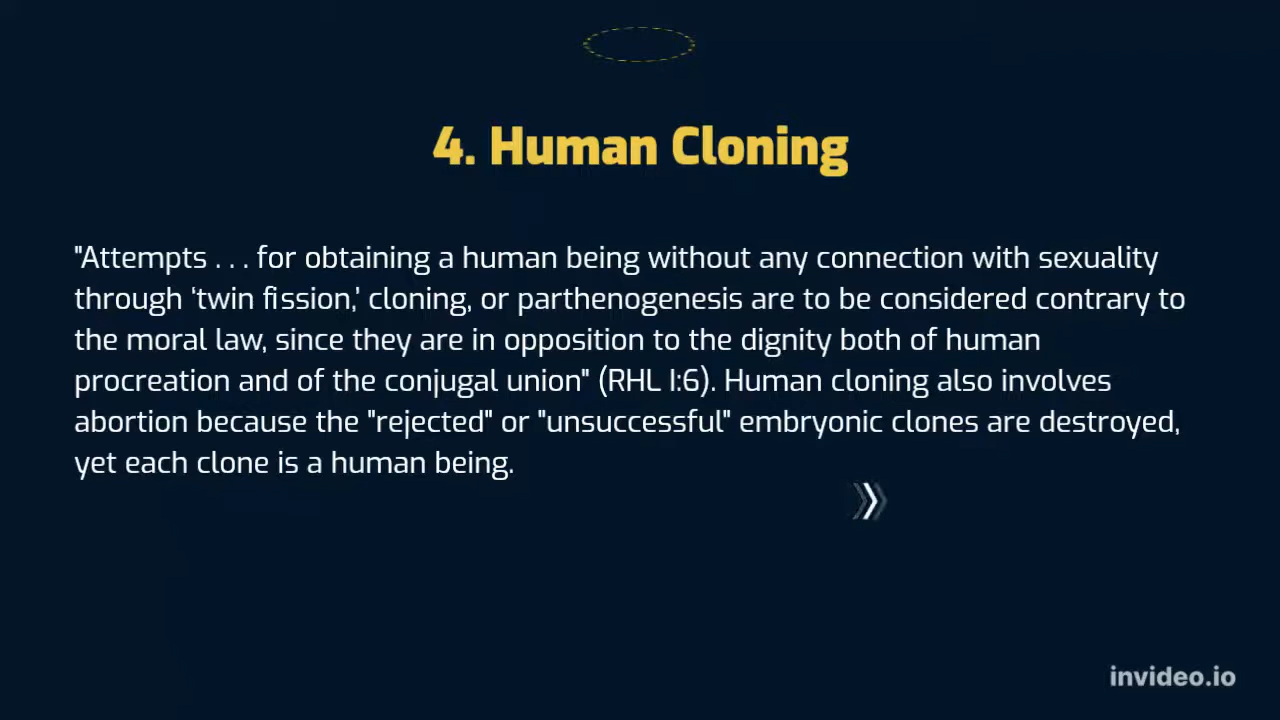 4. Human Cloning
"Attempts . . . for obtaining a human being without any connection with sexuality
through ‘twin fission,’ cloning, or parthenogenesis are to be considered contrary to
the moral law, since they are in opposition to the dignity both of human
procreation and of the conjugal union" (RHL I:6). Human cloning also involves
abortion because the "rejected" or "unsuccessful" embryonic clones are destroyed,
yet each clone is a human being.
invideo.io